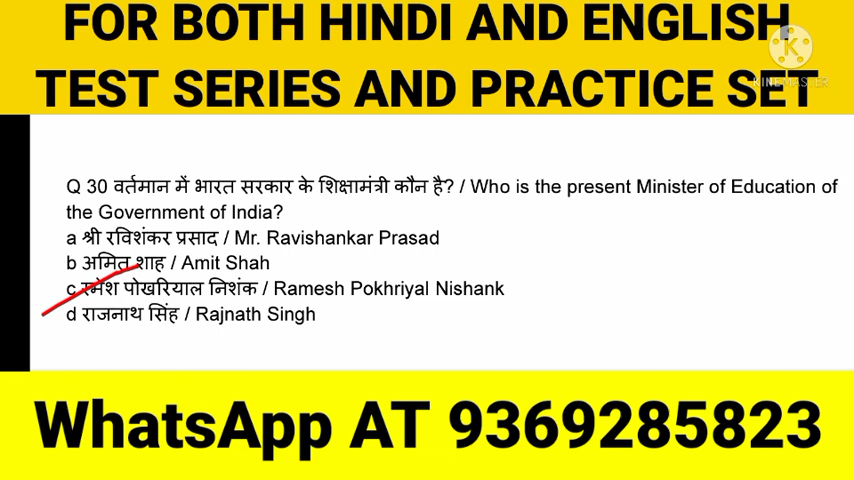 FOR BOTH HINDI AND ENGLISH
TEST SERIES AND PRACTICE SET
K
KINEMASTER
Q 30 वर्तमान में भारत सरकार के शिक्षामंत्री कौन है? / Who is the present Minister of Education of
the Government of India?
a श्री रविशंकर प्रसाद / Mr. Ravishankar Prasad
b अमित शाह / Amit Shah
c रमेश पोखरियाल निशंक / Ramesh Pokhriyal Nishank
d राजनाथ सिंह / Rajnath Singh
WhatsApp AT 9369285823